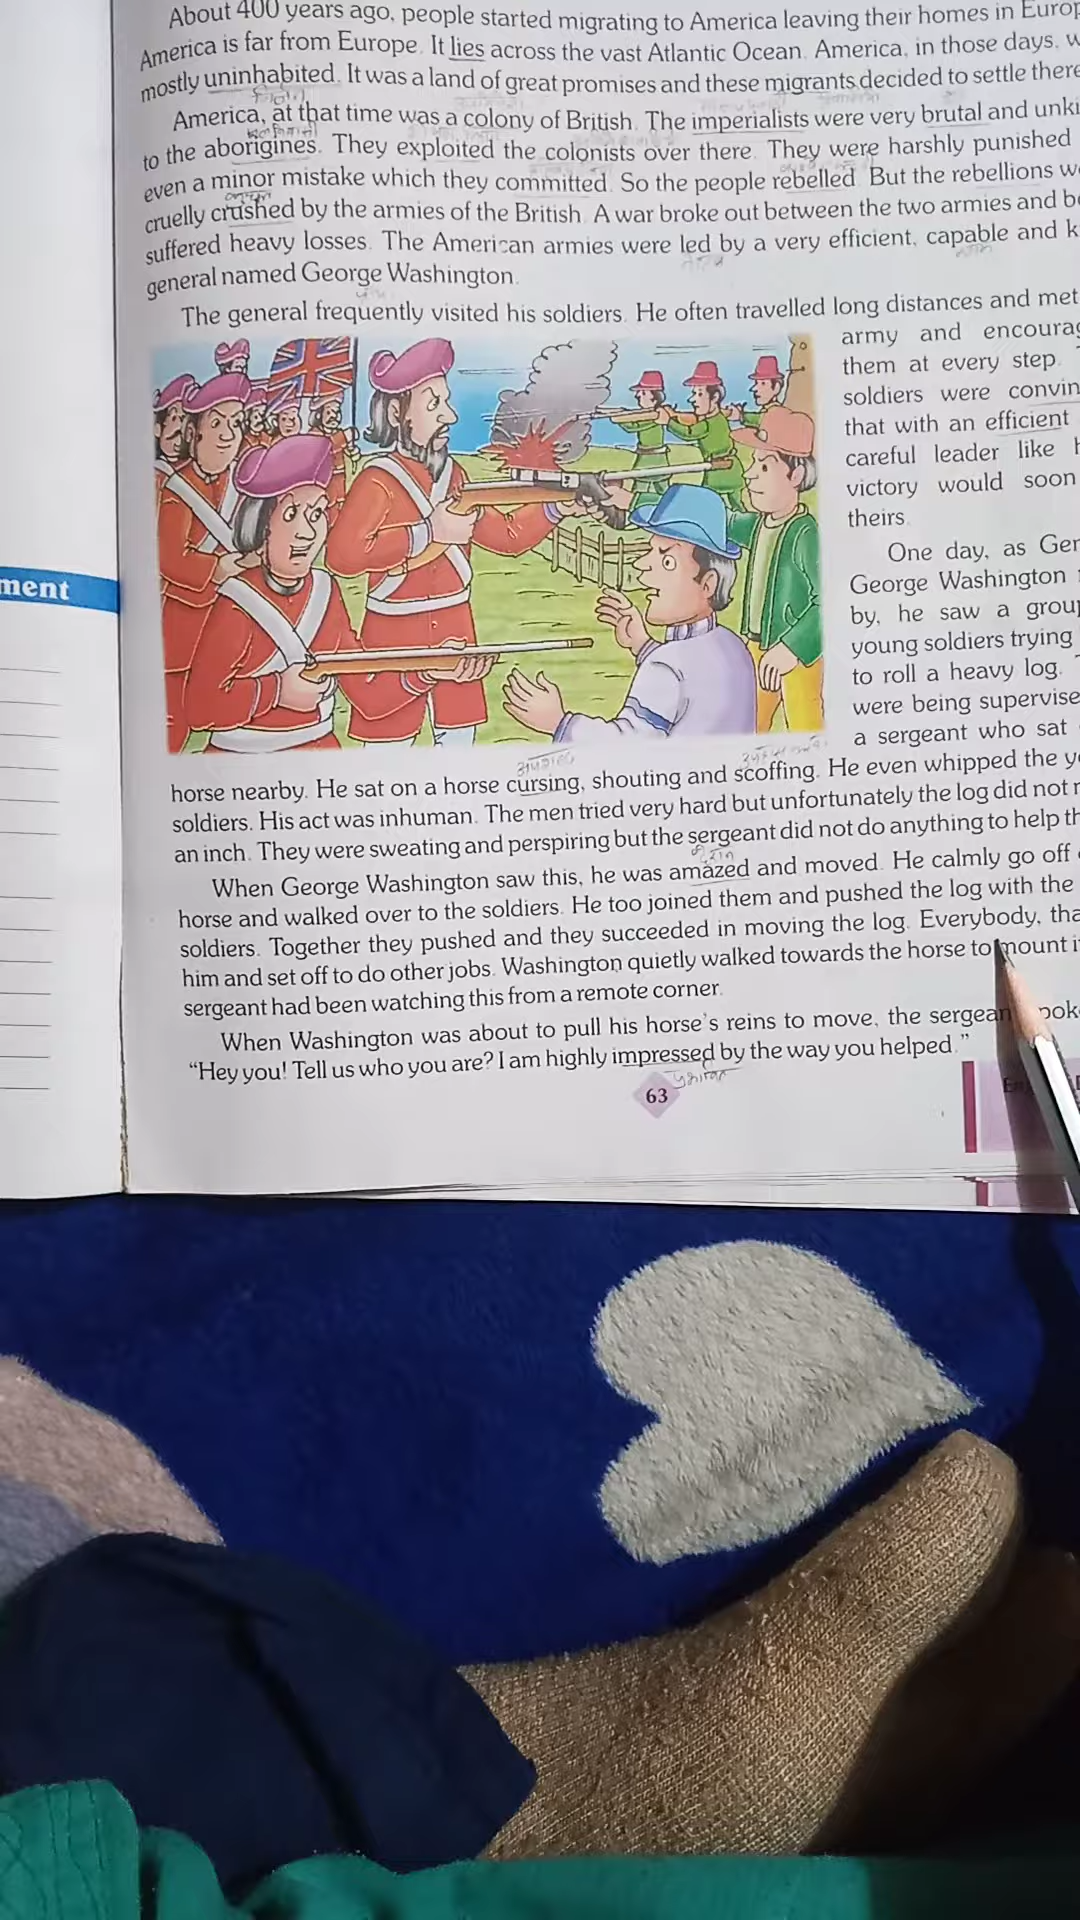 About 400 years ago, people started migrating to America leaving their homes in
America is far from Europe. It lies across the vast Atlantic Ocean. America, in those days,
mostly uninhabited. It was a land of great promises and these migrants decided to settle there
America, at that time was a colony of British. The imperialists were very brutal and
to the aborigines. They exploited the colonists over there. They were harshly punished
even a minor mistake which they committed. So the people rebelled. But the rebellions
cruelly crushed by the armies of the British. A war broke out between the two armies and
suffered heavy losses. The American armies were led by a very efficient, capable and
general named George Washington.
The general frequently visited his soldiers. He often travelled long distances and met
army and
them at every step.
soldiers were
that with an efficient
careful leader like
victory would soon
theirs.
One day, as
George Washington
by, he saw a
young soldiers trying
to roll a heavy log.
were being
a sergeant who sat
horse nearby. He sat on a horse cursing, shouting and scoffing. He even whipped the
soldiers. His act was inhuman. The men tried very hard but unfortunately the log did not
an inch. They were sweating and perspiring but the sergeant did not do anything to help
हैरान
When George Washington saw this, he was amazed and moved. He calmly go off
horse and walked over to the soldiers. He too joined them and pushed the log with the
soldiers. Together they pushed and they succeeded in moving the log. Everybody,
him and set off to do other jobs. Washington quietly walked towards the horse to mount
sergeant had been watching this from a remote corner.
When Washington was about to pull his horse's reins to move, the
“Hey you! Tell us who you are? I am highly impressed by the way you helped.”
63
ment